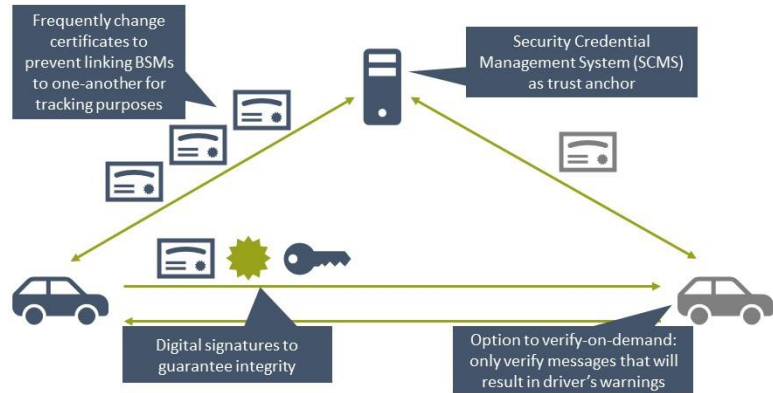 Frequently change
certificates to
prevent linking BSMs
to one-another for
tracking purposes
Security Credential
Management System (SCMS)
as trust anchor
Digital signatures to
guarantee integrity
Option to verify-on-demand:
only verify messages that will
result in driver's warnings